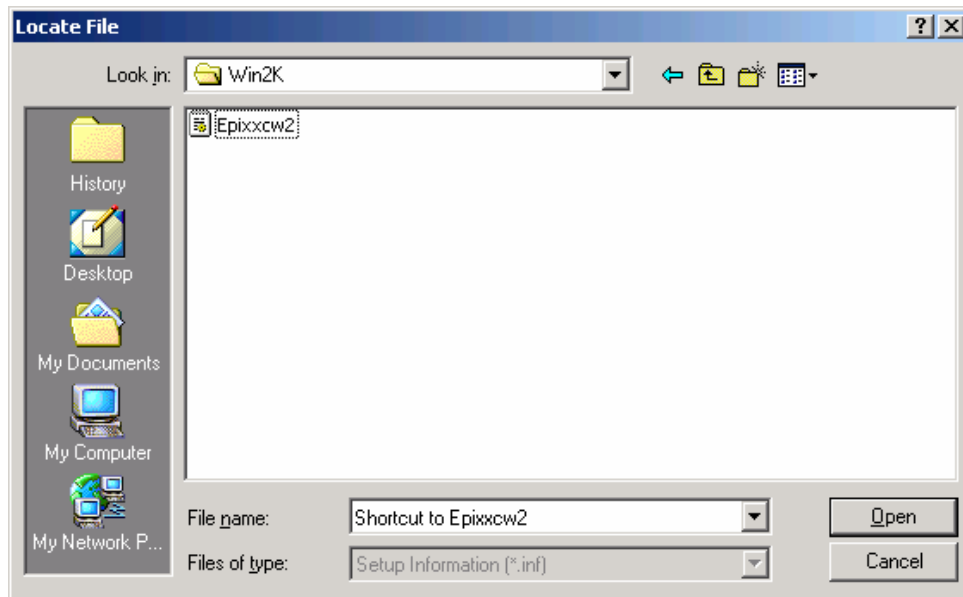 Locate File
Look in:
Win2K
Epixxcw2
History
Desktop
My Documents
My Computer
My Network P...
File name:
Shortcut to Epixxcw2
Open
Files of type:
Setup Information (*.inf)
Cancel